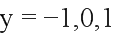 y = −1,0,1